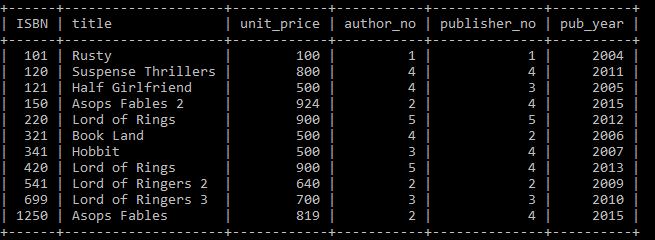 +------+--------------------+------------+-----------+--------------+----------+
| ISBN | title              | unit_price | author_no | publisher_no | pub_year |
+------+--------------------+------------+-----------+--------------+----------+
|  101 | Rusty              |        100 |         1 |            1 |     2004 |
|  120 | Suspense Thrillers |        800 |         4 |            4 |     2011 |
|  121 | Half Girlfriend    |        500 |         4 |            3 |     2005 |
|  150 | Asops Fables 2     |        924 |         2 |            4 |     2015 |
|  220 | Lord of Rings      |        900 |         5 |            5 |     2012 |
|  321 | Book Land          |        500 |         4 |            2 |     2006 |
|  341 | Hobbit             |        500 |         3 |            4 |     2007 |
|  420 | Lord of Rings      |        900 |         5 |            4 |     2013 |
|  541 | Lord of Ringers 2  |        640 |         2 |            2 |     2009 |
|  699 | Lord of Ringers 3  |        700 |         3 |            3 |     2010 |
| 1250 | Asops Fables       |        819 |         2 |            4 |     2015 |
+------+--------------------+------------+-----------+--------------+----------+